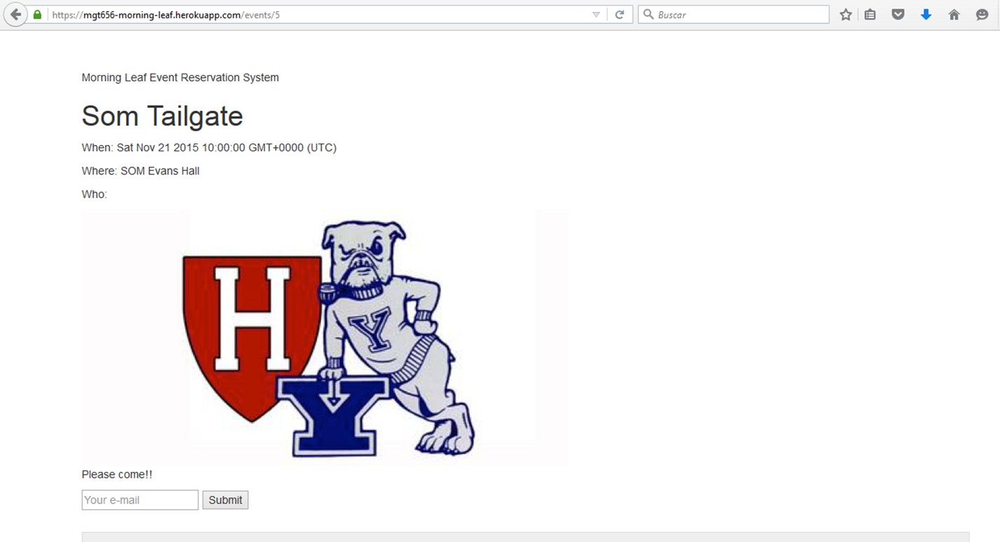 https://mgt656-morning-leaf.herokuapp.com/events/5
Buscar
Morning Leaf Event Reservation System
Som Tailgate
When: Sat Nov 21 2015 10:00:00 GMT+0000 (UTC)
Where: SOM Evans Hall
Who:
H
Y
Y
Please come!!
Your e-mail
Submit